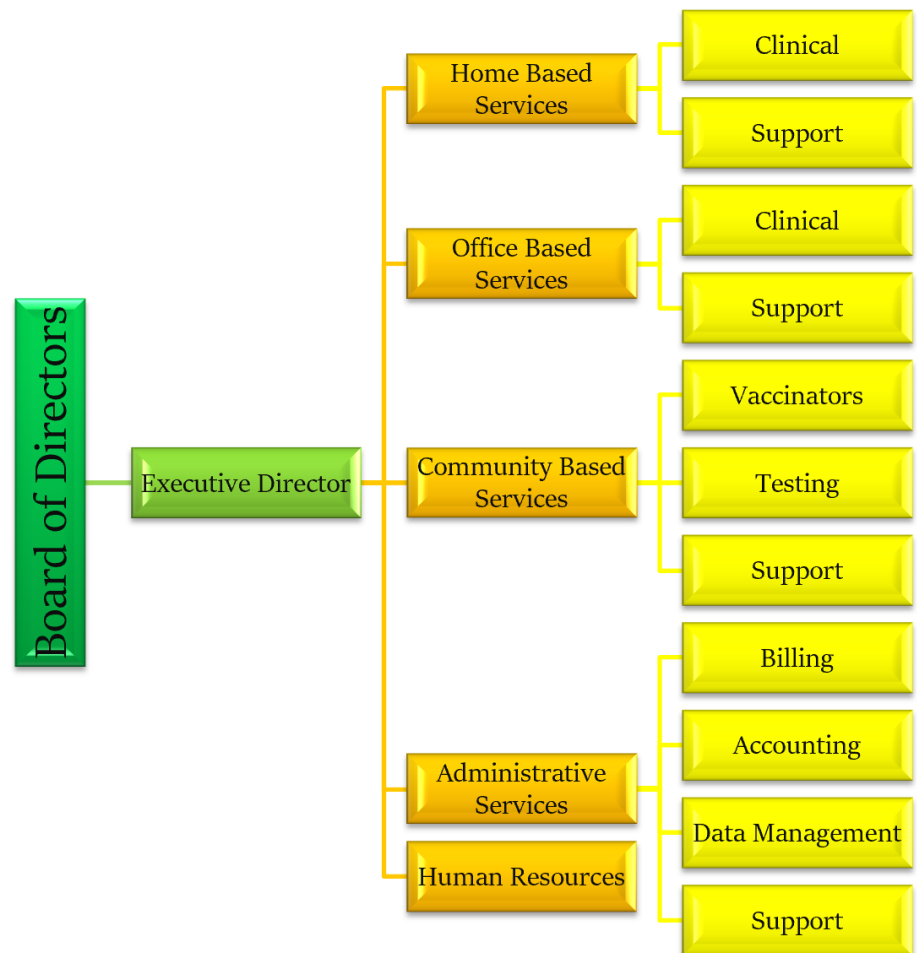 Board of Directors
Executive Director
Home Based
Services
Clinical
Support
Office Based
Services
Clinical
Support
Community Based
Services
Vaccinators
Testing
Support
Administrative
Services
Billing
Accounting
Data Management
Support
Human Resources